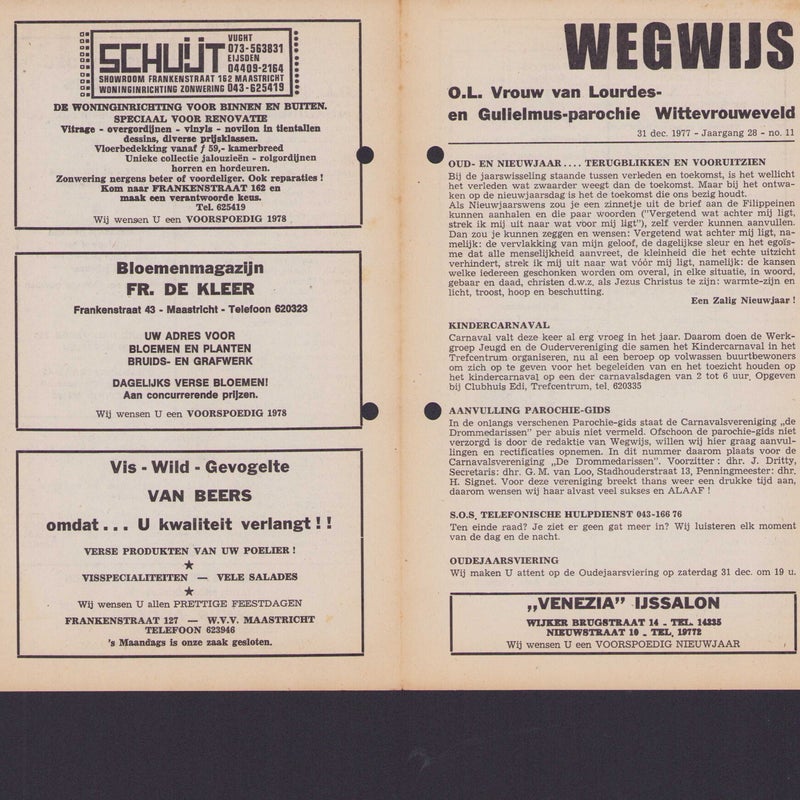 SCHUIJT
VUGHT
073-563831
EIJSDEN
04409-2164
SHOWROOM FRANKENSTRAAT 162 MAASTRICHT
WONINGINRICHTING ZONWERING 043-625419
DE WONINGINRICHTING VOOR BINNEN EN BUITEN.
SPECIAAL VOOR RENOVATIE
Vitrage - overgordijnen - vinyls - novilon in tientallen
dessins, diverse prijsklassen.
Vloerbedekking vanaf ƒ 59,- kamerbreed
Unieke collectie jalouzieën - rolgordijnen
horren en hordeuren.
Zonwering nergens beter of voordeliger. Ook reparaties !
Kom naar FRANKENSTRAAT 162 en
maak een verantwoorde keus.
Tel. 625419
Wij wensen U een VOORSPOEDIG 1978
Bloemenmagazijn
FR. DE KLEER
Frankenstraat 43 - Maastricht - Telefoon 620323
UW ADRES VOOR
BLOEMEN EN PLANTEN
BRUIDS- EN GRAFWERK
DAGELIJKS VERSE BLOEMEN!
Aan concurrerende prijzen.
Wij wensen U een VOORSPOEDIG 1978
Vis - Wild - Gevogelte
VAN BEERS
omdat ... U kwaliteit verlangt ! !
VERSE PRODUKTEN VAN UW POELIER !
VISSPECIALITEITEN — VELE SALADES
Wij wensen U allen PRETTIGE FEESTDAGEN
FRANKENSTRAAT 127 — W.V.V. MAASTRICHT
TELEFOON 623946
's Maandags is onze zaak gesloten.
WEGWIJS
O.L. Vrouw van Lourdes-
en Gulielmus-parochie Wittevrouweveld
31 dec. 1977 - Jaargang 28 - no. 11
OUD- EN NIEUWJAAR .... TERUGBLIKKEN EN VOORUITZIEN
Bij de jaarswisseling staande tussen verleden en toekomst, is het wellicht
het verleden wat zwaarder weegt dan de toekomst. Maar bij het ontwa-
ken op de nieuwjaarsdag is het de toekomst die ons bezig houdt.
Als Nieuwjaarswens zou je een zinnetje uit de brief aan de Filippeinen
kunnen aanhalen en die paar woorden ("Vergetend wat achter mij ligt,
strek ik mij uit naar wat voor mij ligt"), zelf verder kunnen aanvullen.
Dan zou je kunnen zeggen en wensen: Vergetend wat achter mij ligt, na-
melijk: de vervlakking van mijn geloof, de dagelijkse sleur en het egoïs-
me dat alle menselijkheid aanvreet, de kleinheid die het echte uitzicht
verhindert, strek ik mij uit naar wat vóór mij ligt, namelijk: de kansen
welke iedereen geschonken worden om overal, in elke situatie, in woord,
gebaar en daad, christen d.w.z. als Jezus Christus te zijn: warmte-zijn en
licht, troost, hoop en beschutting.
Een Zalig Nieuwjaar !
KINDERCARNAVAL
Carnaval valt deze keer al erg vroeg in het jaar. Daarom doen de Werk-
groep Jeugd en de Oudervereniging die samen het Kindercarnaval in het
Trefcentrum organiseren, nu al een beroep op volwassen buurtbewoners
om zich op te geven voor het begeleiden van en het toezicht houden op
het kindercarnaval op een der carnavalsdagen van 2 tot 6 uur. Opgeven
bij Clubhuis Edi, Trefcentrum, tel. 620335
AANVULLING PAROCHIE-GIDS
In de onlangs verschenen Parochie-gids staat de Carnavalsvereniging „de
Drommedarissen" per abuis niet vermeld. Ofschoon de parochie-gids niet
verzorgd is door de redaktie van Wegwijs, willen wij hier graag aanvul-
lingen en rectificaties opnemen. In dit nummer daarom plaats voor de
Carnavalsvereniging „De Drommedarissen". Voorzitter : dhr. J. Dritty,
Secretaris: dhr. G. M. van Loo, Stadhouderstraat 13, Penningmeester: dhr.
H. Signet. Voor deze vereniging breekt thans weer een drukke tijd aan,
daarom wensen wij haar alvast veel sukses en ALAAF !
S.O.S. TELEFONISCHE HULPDIENST 043-166 76
Ten einde raad? Je ziet er geen gat meer in? Wij luisteren elk moment
van de dag en de nacht.
OUDEJAARSVIERING
Wij maken U attent op de Oudejaarsviering op zaterdag 31 dec. om 19 u.
„VENEZIA" IJSSALON
WIJKER BRUGSTRAAT 14 - TEL. 14235
NIEUWSTRAAT 10 - TEL. 19772
Wij wensen U een VOORSPOEDIG NIEUWJAAR